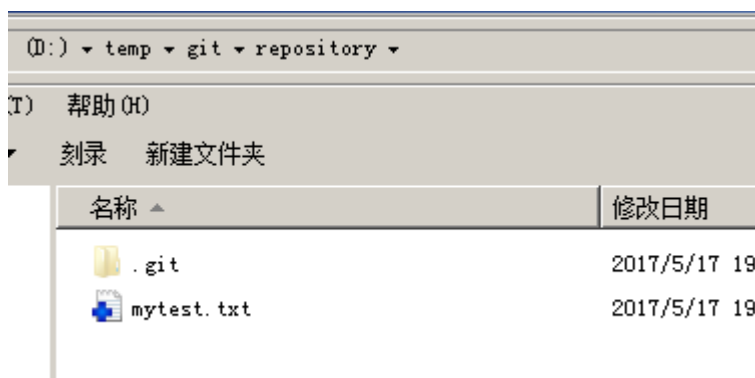 (D:) ▾ temp ▾ git ▾ repository ▾
(T) 帮助(H)
刻录 新建文件夹
名称 修改日期
.git 2017/5/17 19
mytest.txt 2017/5/17 19